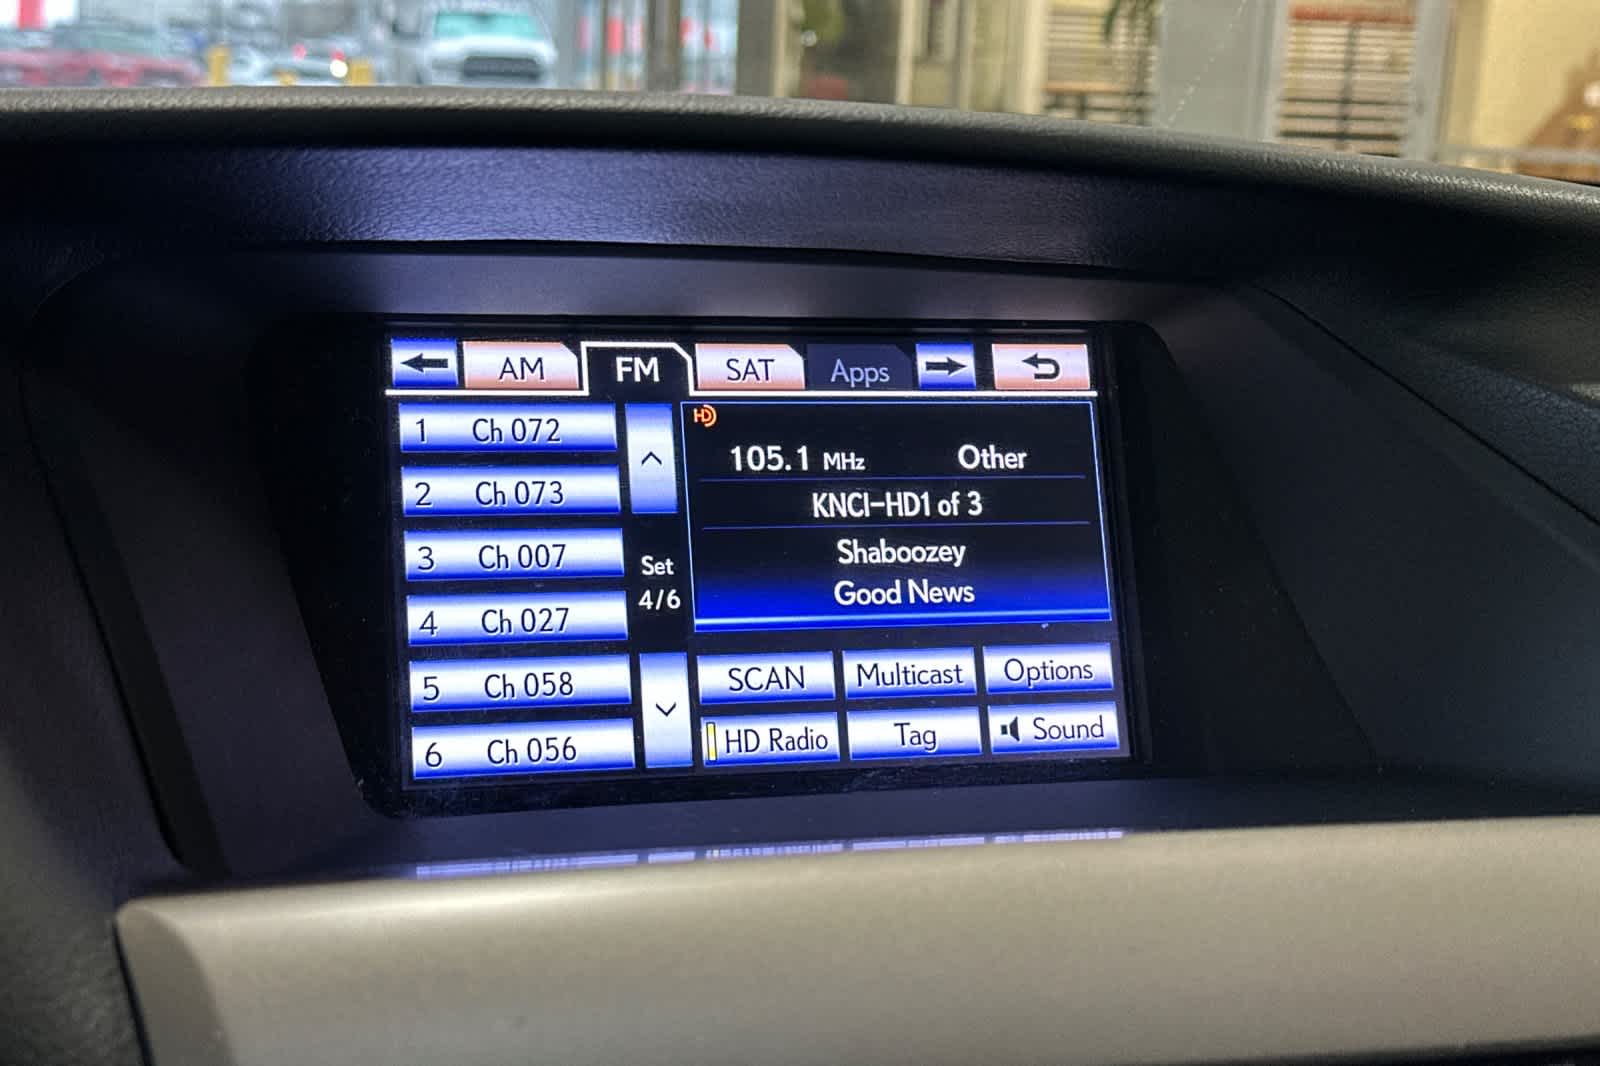 AM FM SAT Apps
1 Ch 072
2 Ch 073
3 Ch 007
4 Ch 027
5 Ch 058
6 Ch 056
Set
4/6
HD
105.1 MHz Other
KNCI-HD1 of 3
Shaboozey
Good News
SCAN Multicast Options
HD Radio Tag Sound